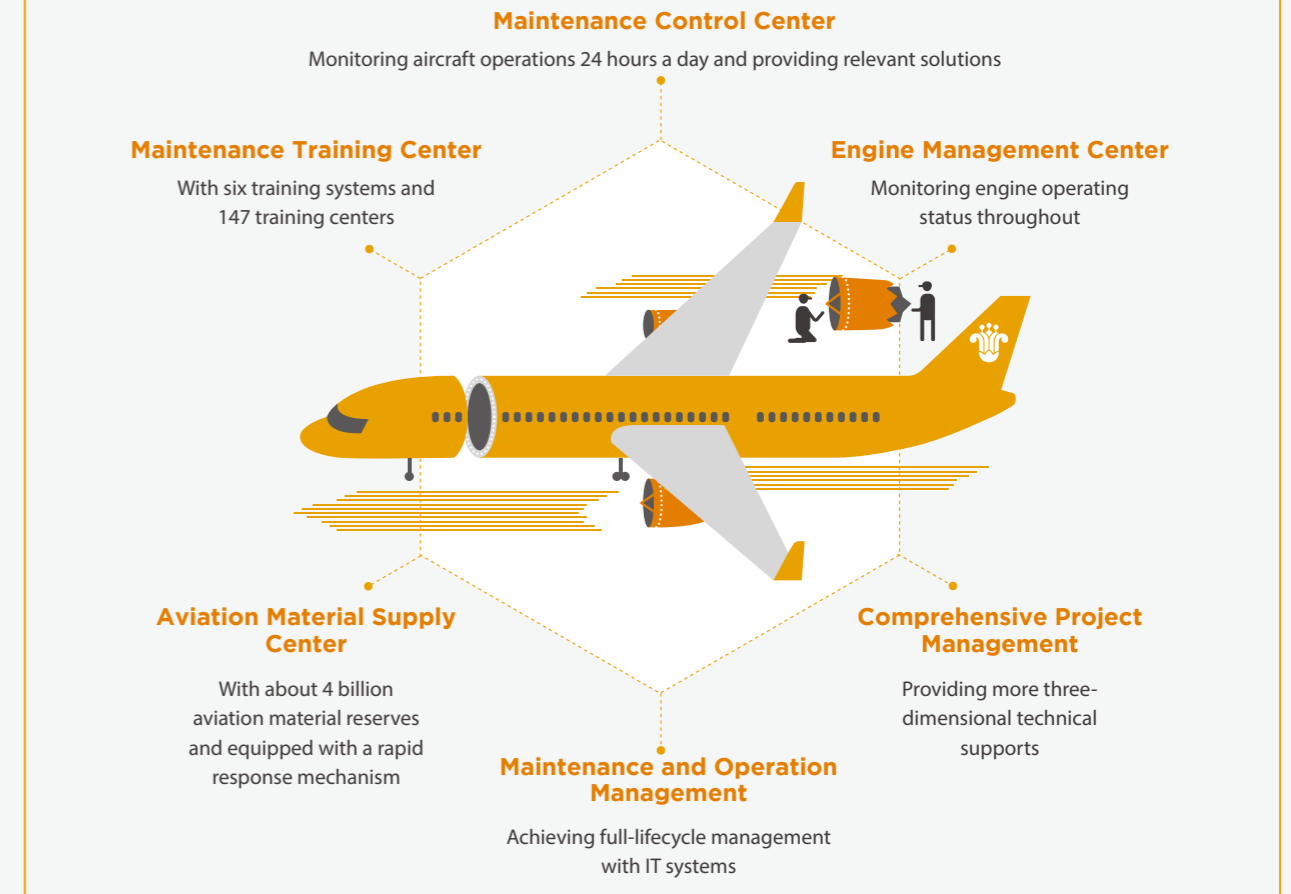 Maintenance Control Center
Monitoring aircraft operations 24 hours a day and providing relevant solutions
Maintenance Training Center
With six training systems and
147 training centers
Engine Management Center
Monitoring engine operating
status throughout
Aviation Material Supply
Center
With about 4 billion
aviation material reserves
and equipped with a rapid
response mechanism
Comprehensive Project
Management
Providing more three-
dimensional technical
supports
Maintenance and Operation
Management
Achieving full-lifecycle management
with IT systems